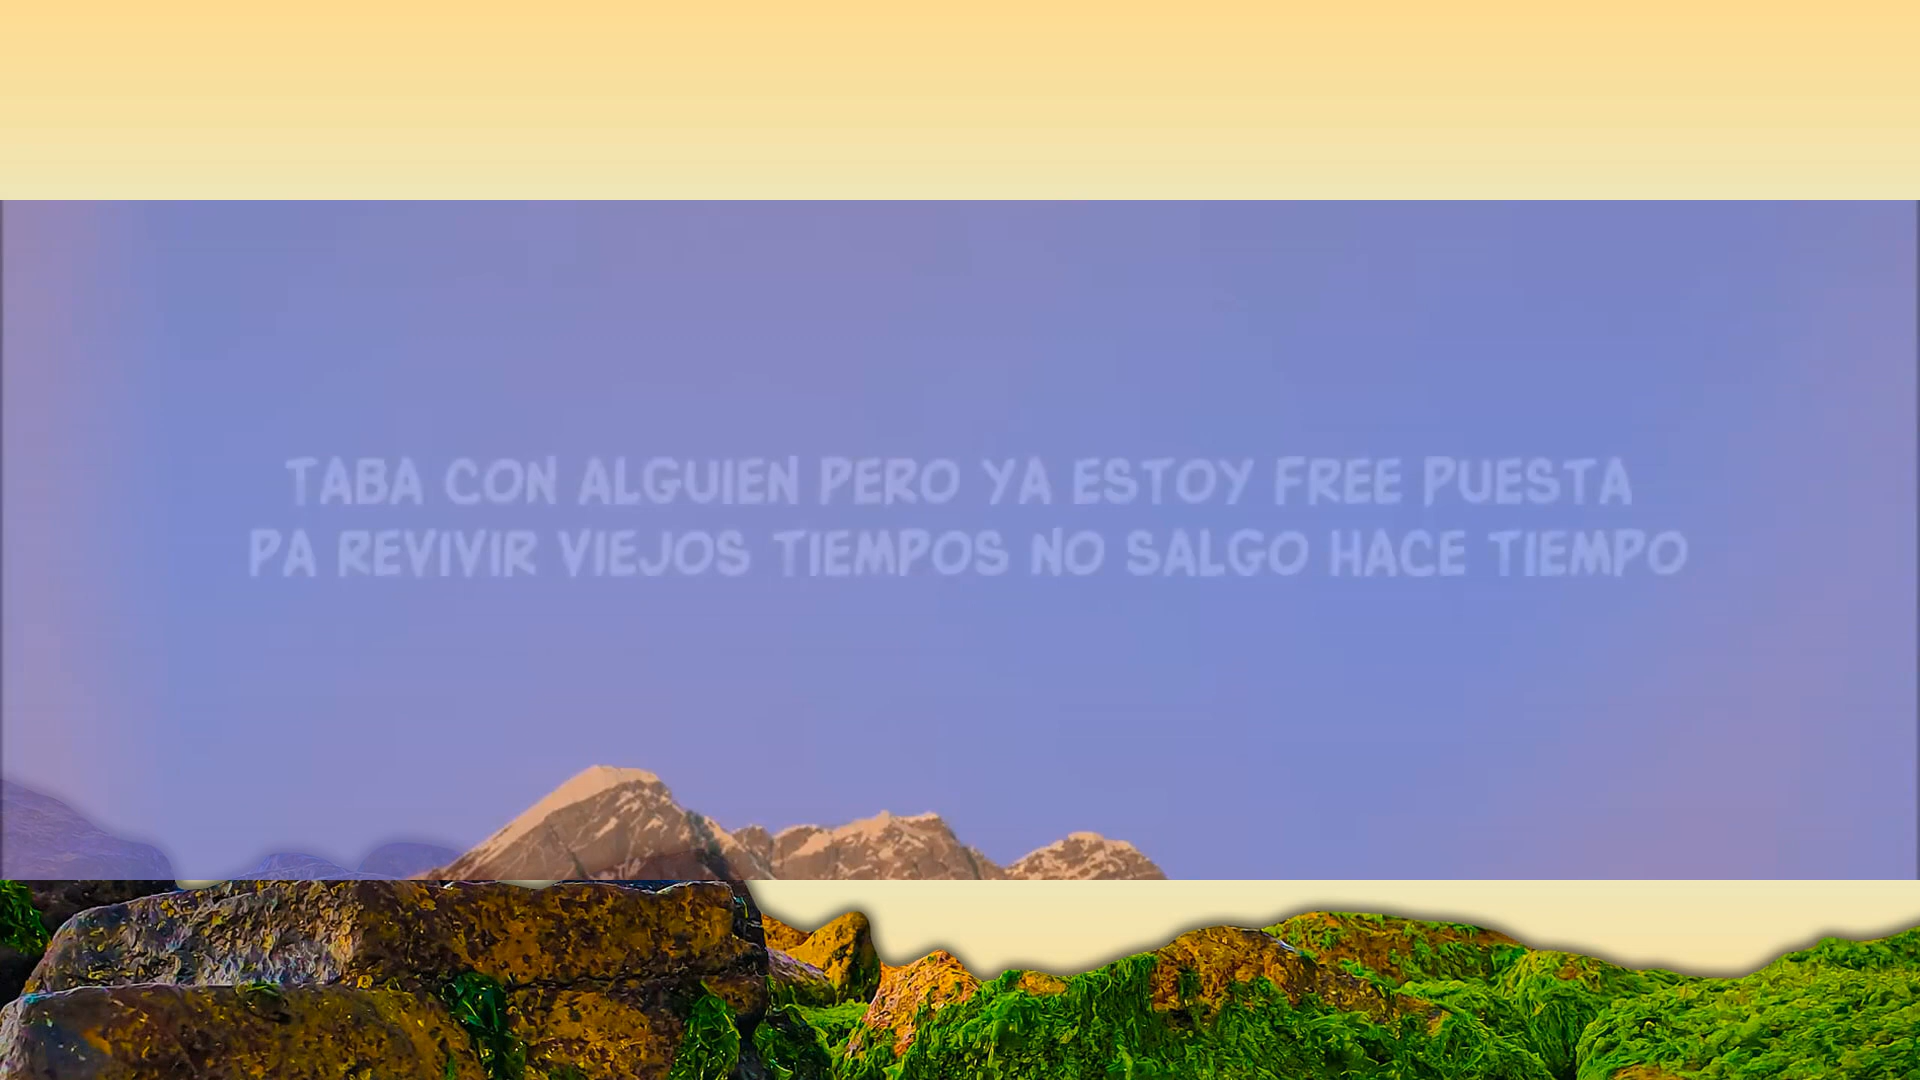 TABA CON ALGUIEN PERO YA ESTOY FREE PUESTA
PA REVIVIR VIEJOS TIEMPOS NO SALGO HACE TIEMPO